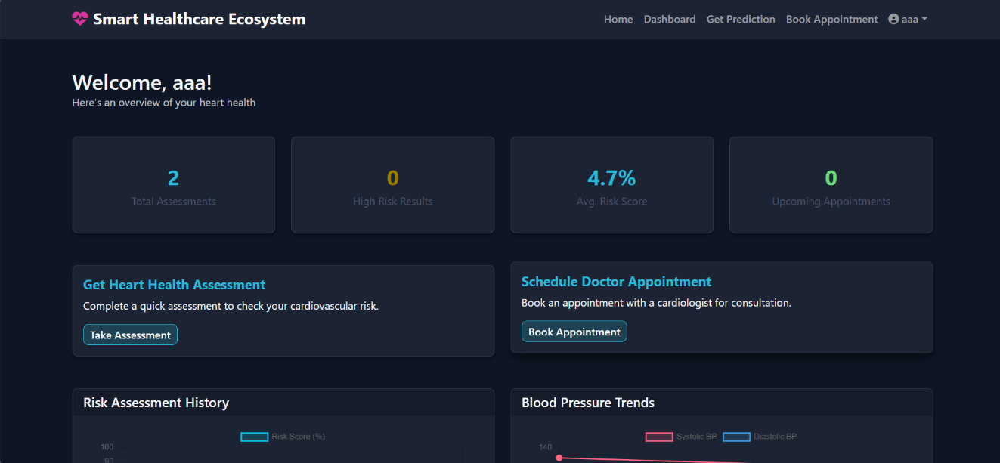 Smart Healthcare Ecosystem
Home Dashboard Get Prediction Book Appointment aaa
Welcome, aaa!
Here's an overview of your heart health
2
Total Assessments
0
High Risk Results
4.7%
Avg. Risk Score
0
Upcoming Appointments
Get Heart Health Assessment
Complete a quick assessment to check your cardiovascular risk.
Take Assessment
Schedule Doctor Appointment
Book an appointment with a cardiologist for consultation.
Book Appointment
Risk Assessment History
Risk Score (%)
100
90
Blood Pressure Trends
Systolic BP Diastolic BP
140